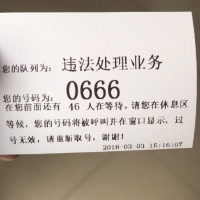 您的队列为： 违法处理业务
您的号码为： 0666
在您前面还有 46 人在等待。请您在休息区
等候，您的号码将被呼叫并在窗口显示，过
号无效，请重新取号。谢谢！
2018-03-03 15:16:07